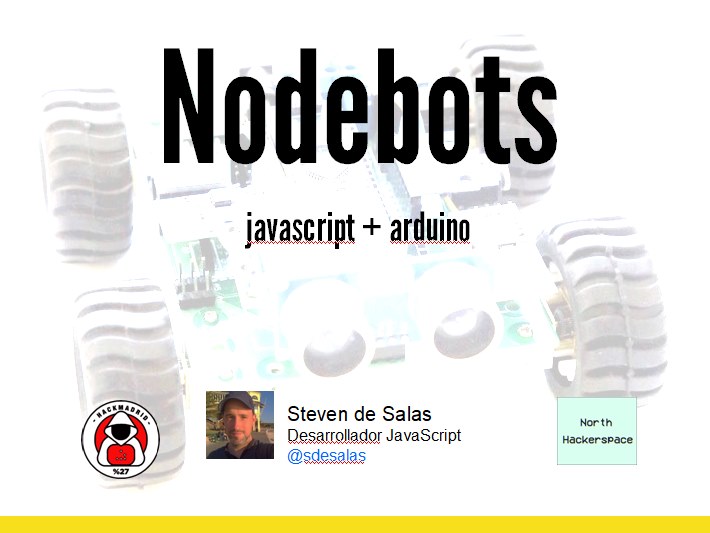 Nodebots
javascript + arduino
- HACKMADRID -
%27
Steven de Salas
Desarrollador JavaScript
@sdesalas
North
Hackerspace